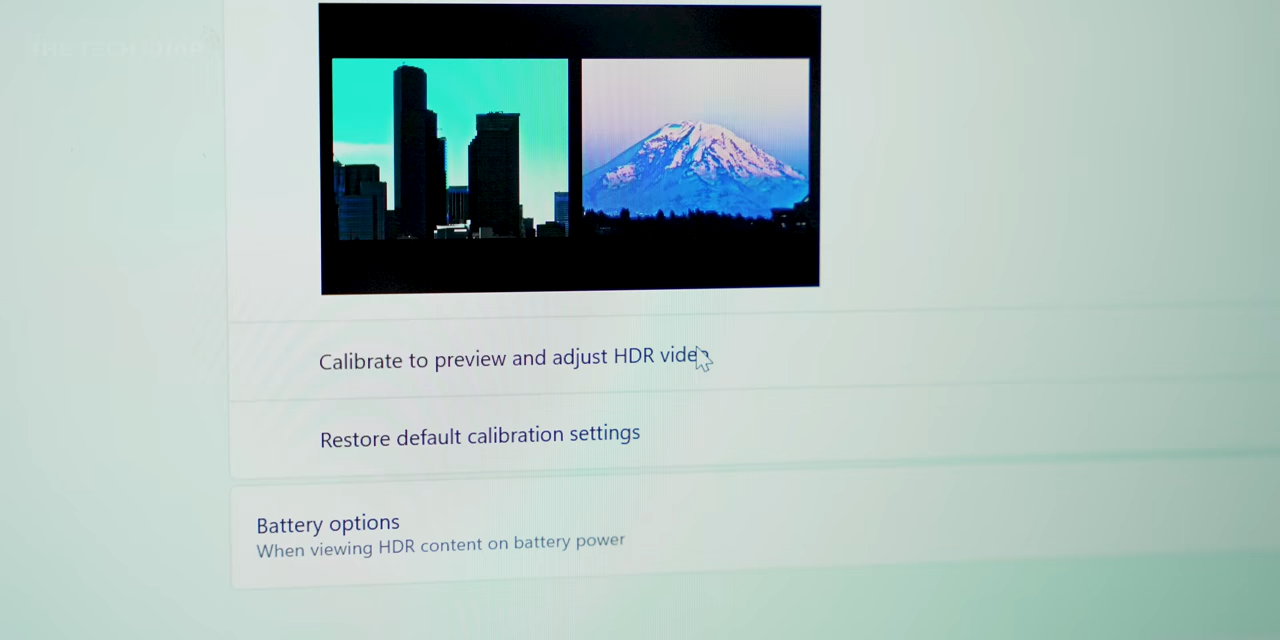 Calibrate to preview and adjust HDR video
Restore default calibration settings
Battery options
When viewing HDR content on battery power